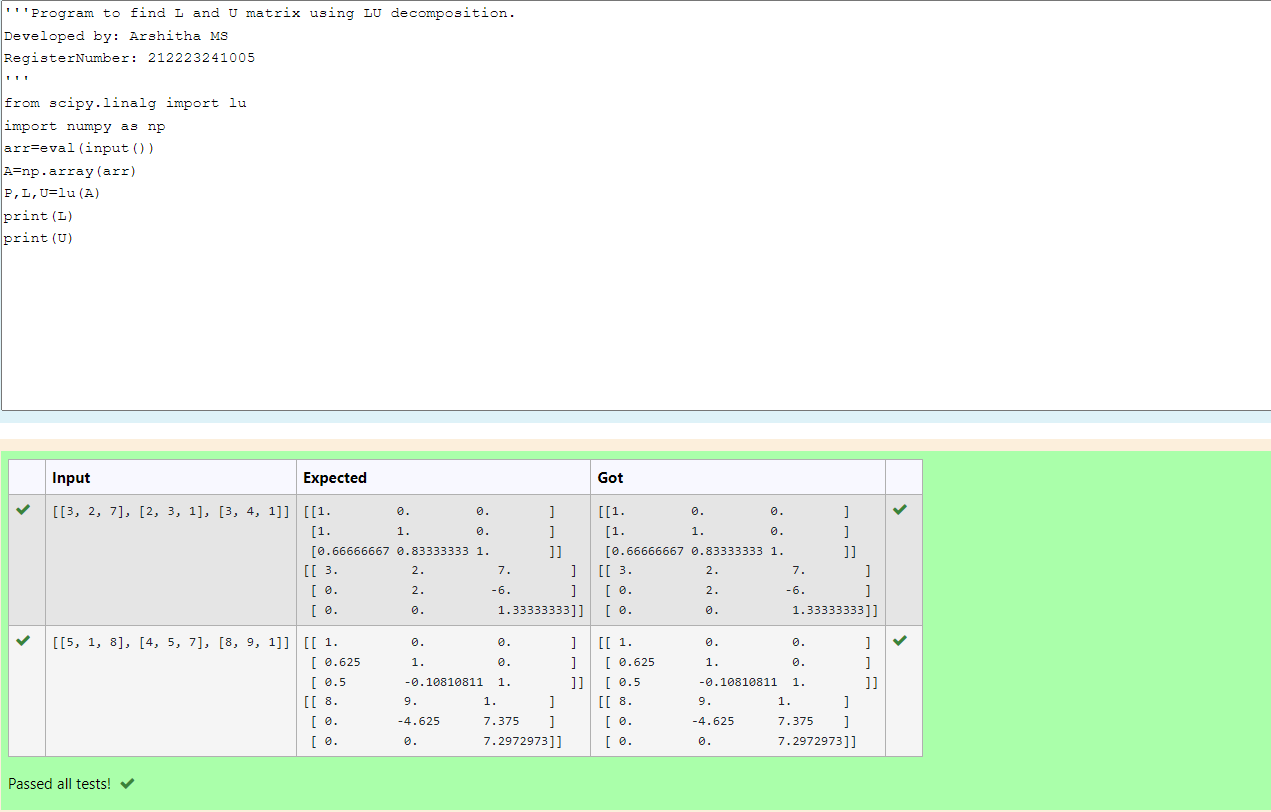 '''Program to find L and U matrix using LU decomposition.
Developed by: Arshitha MS
RegisterNumber: 212223241005
'''
from scipy.linalg import lu
import numpy as np
arr=eval(input())
A=np.array(arr)
P,L,U=lu(A)
print(L)
print(U)
Input Expected Got
[[3, 2, 7], [2, 3, 1], [3, 4, 1]] [[1. 0. 0. ] [[1. 0. 0. ]
[1. 1. 0. ] [1. 1. 0. ]
[0.66666667 0.83333333 1. ]] [0.66666667 0.83333333 1. ]]
[[ 3. 2. 7. ] [[ 3. 2. 7. ]
[ 0. 2. -6. ] [ 0. 2. -6. ]
[ 0. 0. 1.33333333]] [ 0. 0. 1.33333333]]
[[5, 1, 8], [4, 5, 7], [8, 9, 1]] [[ 1. 0. 0. ] [[ 1. 0. 0. ]
[ 0.625 1. 0. ] [ 0.625 1. 0. ]
[ 0.5 -0.10810811 1. ]] [ 0.5 -0.10810811 1. ]]
[[ 8. 9. 1. ] [[ 8. 9. 1. ]
[ 0. -4.625 7.375 ] [ 0. -4.625 7.375 ]
[ 0. 0. 7.2972973]] [ 0. 0. 7.2972973]]
Passed all tests!